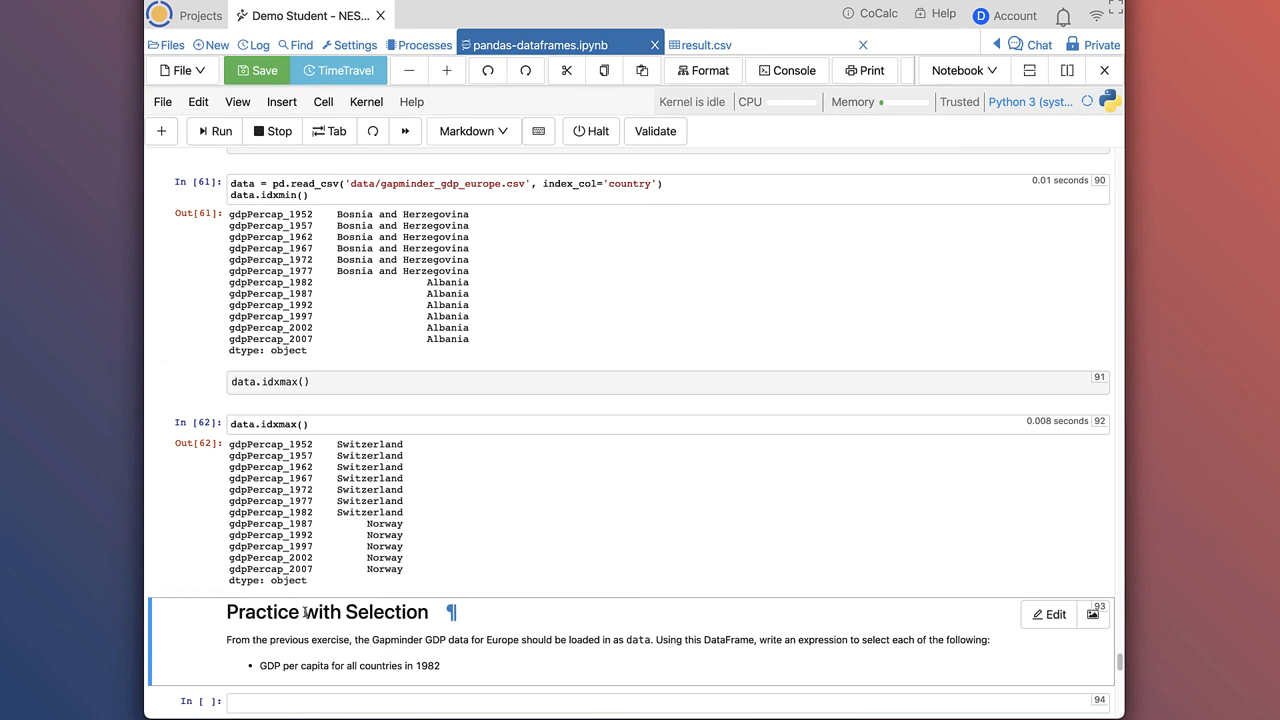 Projects Demo Student - NES... CoCalc Help D Account
Files New Log Find Settings Processes pandas-dataframes.ipynb result.csv Chat Private
File Save TimeTravel Format Console Print Notebook
File Edit View Insert Cell Kernel Help Kernel is idle CPU Memory Trusted Python 3 (syst...
Run Stop Tab Markdown Halt Validate
In [61]: data = pd.read_csv('data/gapminder_gdp_europe.csv', index_col='country') 0.01 seconds 90
data.idxmin()
Out[61]: gdpPercap_1952 Bosnia and Herzegovina
gdpPercap_1957 Bosnia and Herzegovina
gdpPercap_1962 Bosnia and Herzegovina
gdpPercap_1967 Bosnia and Herzegovina
gdpPercap_1972 Bosnia and Herzegovina
gdpPercap_1977 Bosnia and Herzegovina
gdpPercap_1982 Albania
gdpPercap_1987 Albania
gdpPercap_1992 Albania
gdpPercap_1997 Albania
gdpPercap_2002 Albania
gdpPercap_2007 Albania
dtype: object
data.idxmax() 91
In [62]: data.idxmax() 0.008 seconds 92
Out[62]: gdpPercap_1952 Switzerland
gdpPercap_1957 Switzerland
gdpPercap_1962 Switzerland
gdpPercap_1967 Switzerland
gdpPercap_1972 Switzerland
gdpPercap_1977 Switzerland
gdpPercap_1982 Switzerland
gdpPercap_1987 Norway
gdpPercap_1992 Norway
gdpPercap_1997 Norway
gdpPercap_2002 Norway
gdpPercap_2007 Norway
dtype: object
Practice with Selection ¶ Edit 93
From the previous exercise, the Gapminder GDP data for Europe should be loaded in as data. Using this DataFrame, write an expression to select each of the following:
• GDP per capita for all countries in 1982
In [ ]: 94